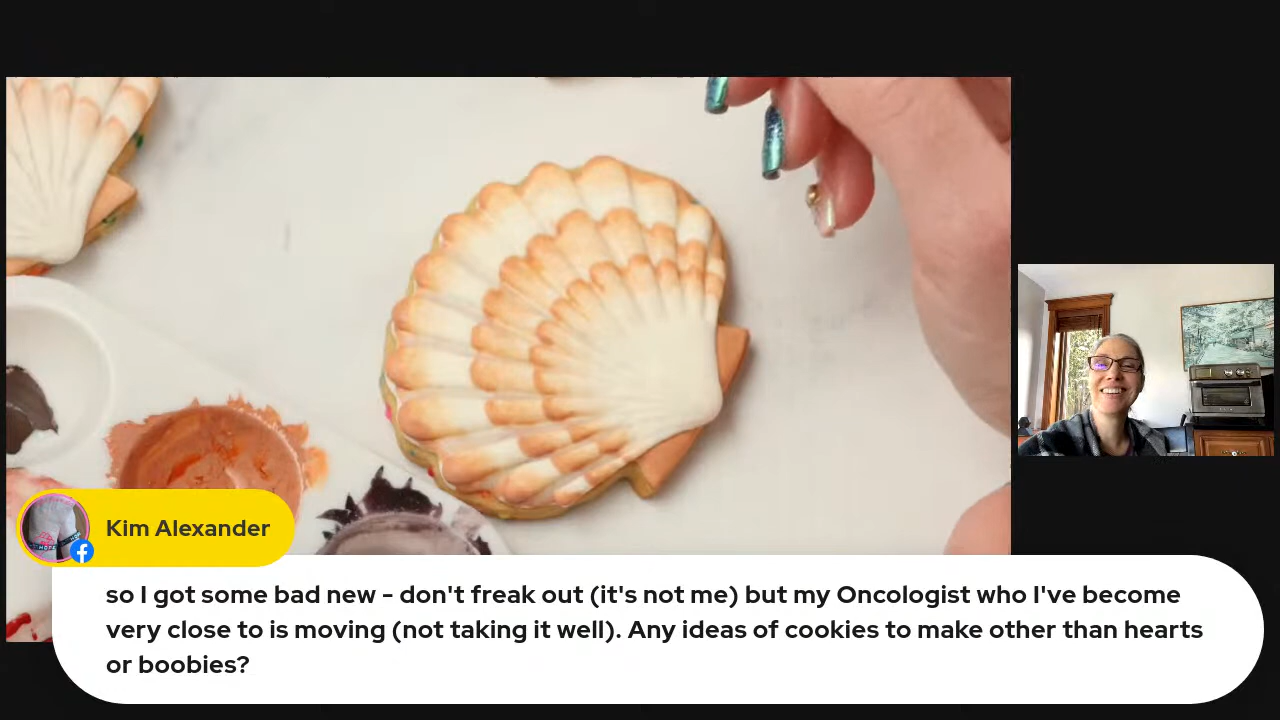 Kim Alexander
so I got some bad new - don't freak out (it's not me) but my Oncologist who I've become
very close to is moving (not taking it well). Any ideas of cookies to make other than hearts
or boobies?